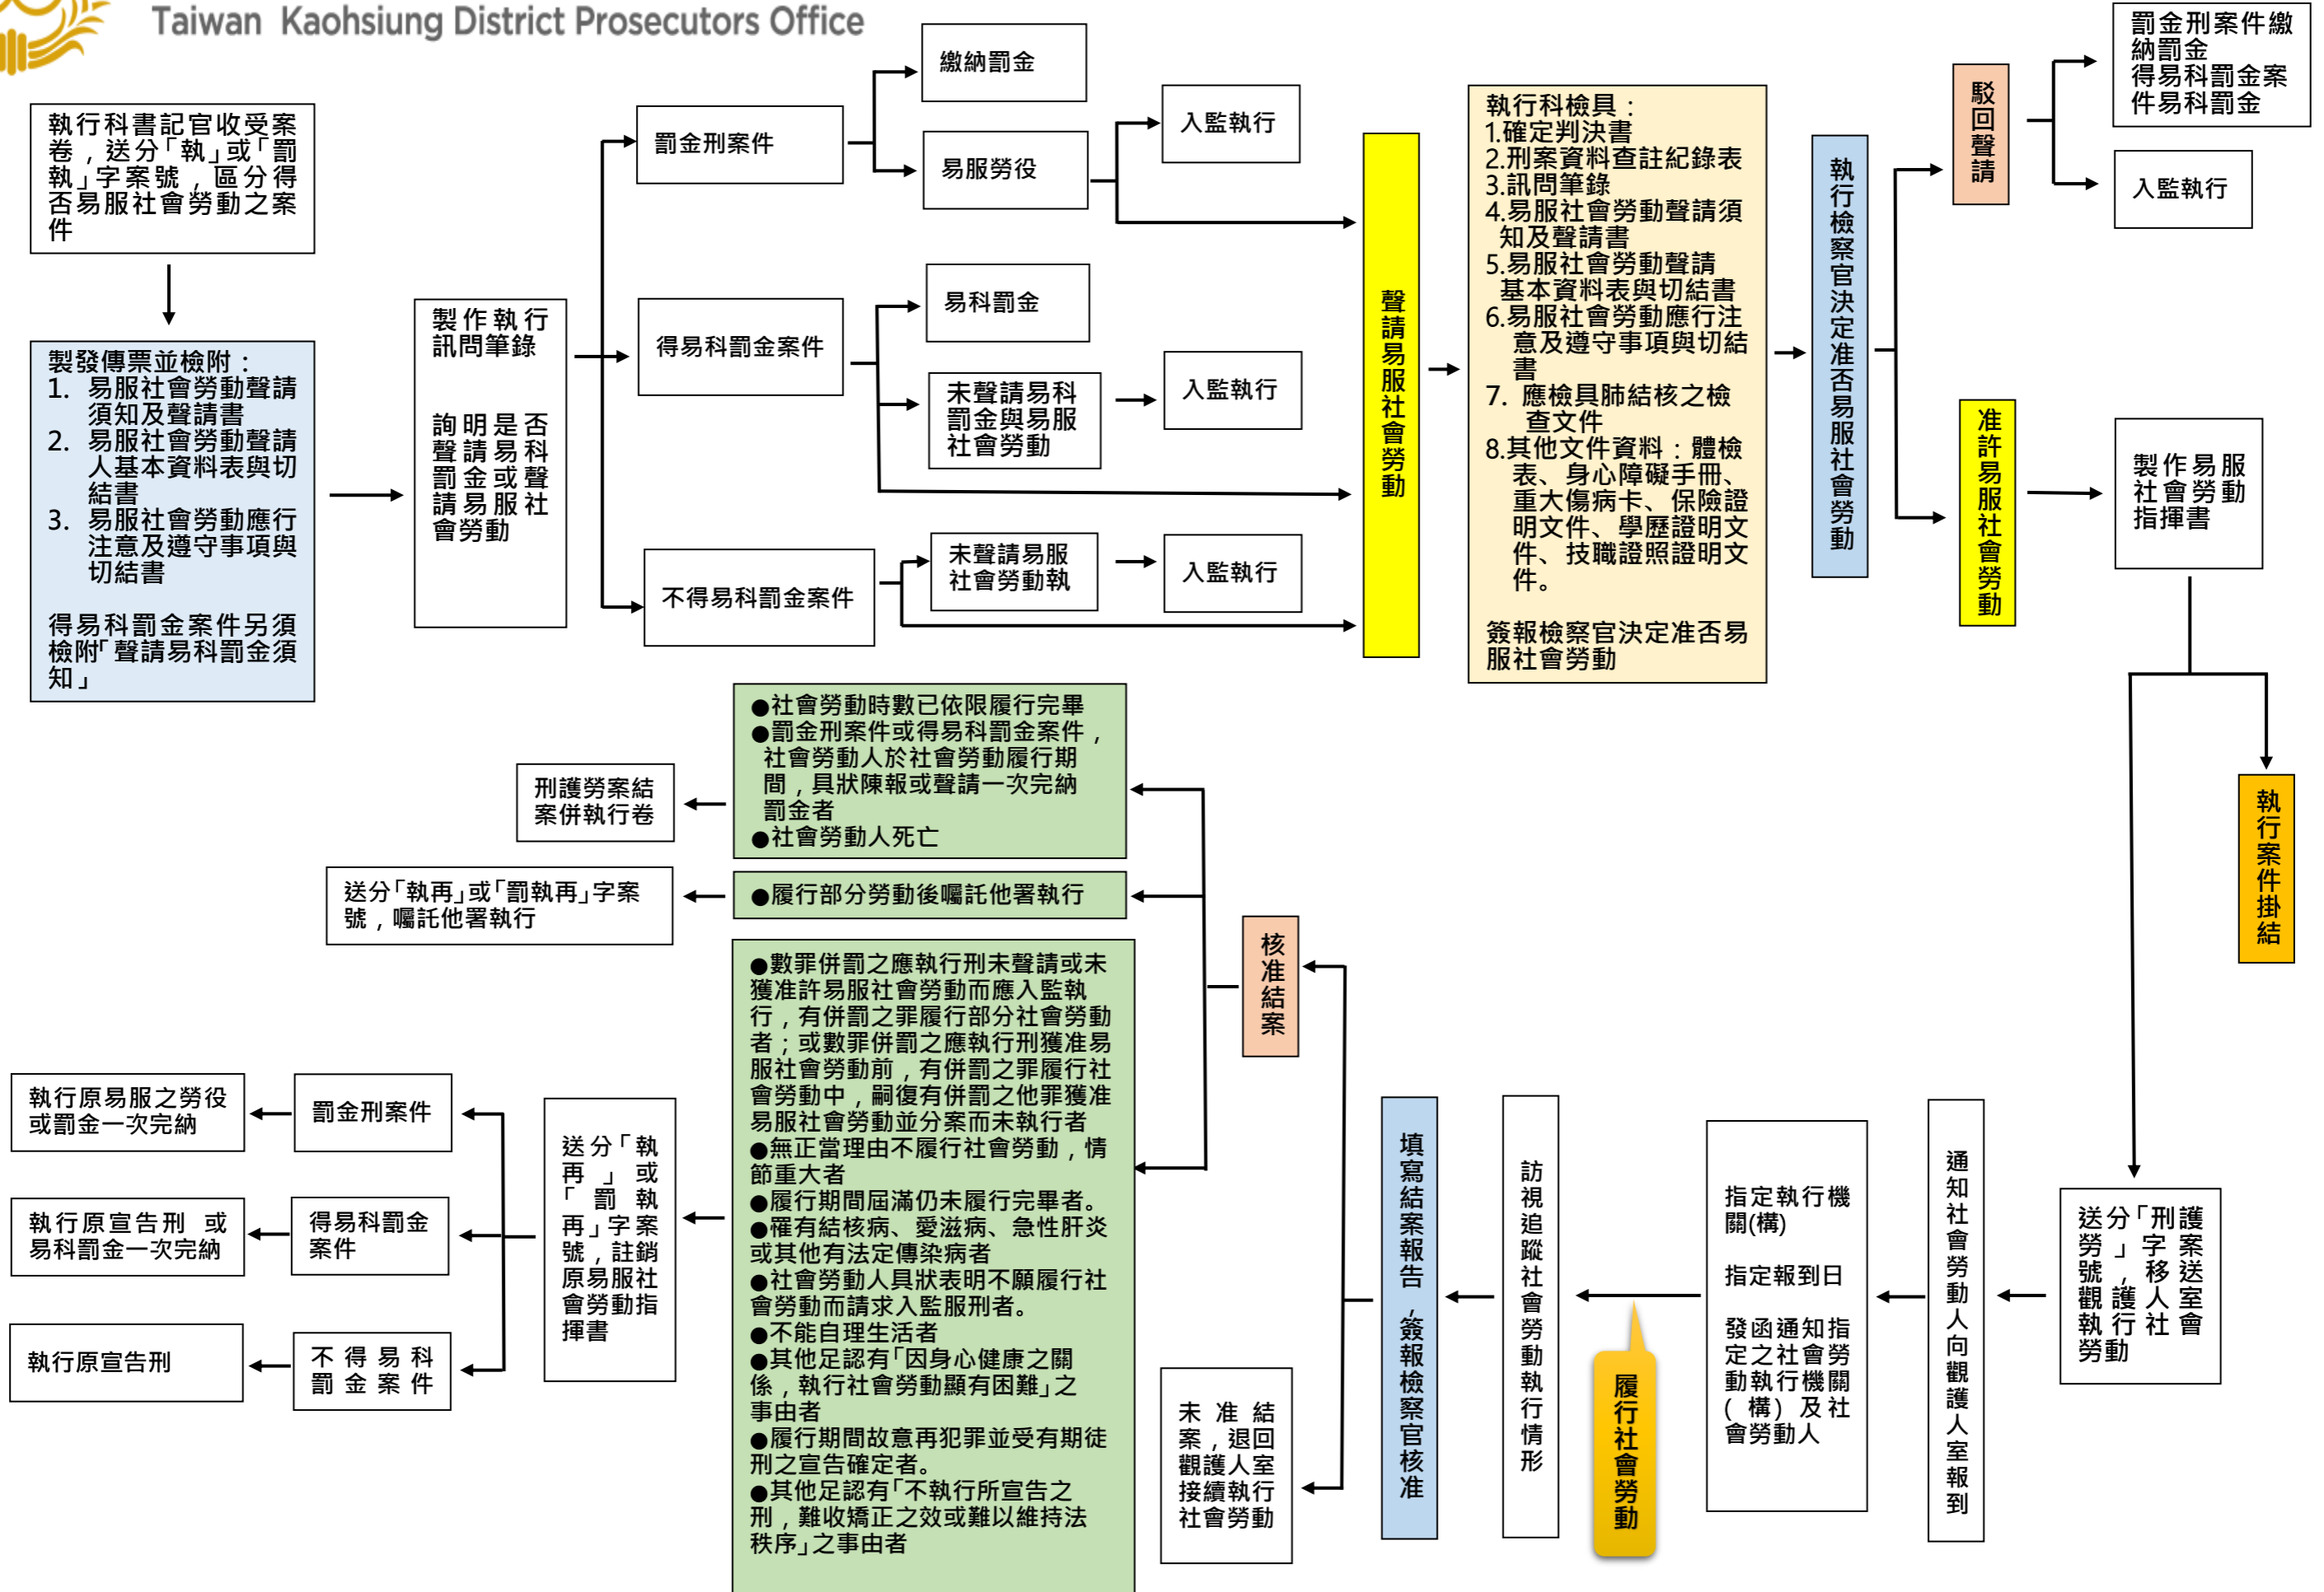 Taiwan Kaohsiung District Prosecutors Office
執行科書記官收受案
卷，送分「執」或「罰
執」字案號，區分得
否易服社會勞動之案
件
製發傳票並檢附：
1. 易服社會勞動聲請
須知及聲請書
2. 易服社會勞動聲請
人基本資料表與切
結書
3. 易服社會勞動應行
注意及遵守事項與
切結書
得易科罰金案件另須
檢附「聲請易科罰金須
知」
製作執行
訊問筆錄
詢明是否
聲請易科
罰金或聲
請易服社
會勞動
罰金刑案件
繳納罰金
易服勞役
入監執行
得易科罰金案件
易科罰金
未聲請易科
罰金與易服
社會勞動
入監執行
不得易科罰金案件
未聲請易服
社會勞動執
入監執行
聲請易服社會勞動
執行科檢具：
1.確定判決書
2.刑案資料查註紀錄表
3.訊問筆錄
4.易服社會勞動聲請須
知及聲請書
5.易服社會勞動聲請
基本資料表與切結書
6.易服社會勞動應行注
意及遵守事項與切結
書
7. 應檢具肺結核之檢
查文件
8.其他文件資料：體檢
表、身心障礙手冊、
重大傷病卡、保險證
明文件、學歷證明文
件、技職證照證明文
件。
簽報檢察官決定准否易
服社會勞動
執行檢察官決定准否易服社會勞動
駁回聲請
罰金刑案件繳
納罰金
得易科罰金案
件易科罰金
入監執行
准許易服社會勞動
製作易服
社會勞動
指揮書
執行案件掛結
送分「刑護
勞」字案
號，移送
觀護人室
執行社會
勞動
通知社會勞動人向觀護人室報到
指定執行機
關(構)
指定報到日
發函通知指
定之社會勞
動執行機關
(構)及社
會勞動人
履行社會勞動
訪視追蹤社會勞動執行情形
填寫結案報告，簽報檢察官核准
核准結案
未准結
案，退回
觀護人室
接續執行
社會勞動
●社會勞動時數已依限履行完畢
●罰金刑案件或得易科罰金案件，
社會勞動人於社會勞動履行期
間，具狀陳報或聲請一次完納
罰金者
●社會勞動人死亡
刑護勞案結
案併執行卷
●履行部分勞動後囑託他署執行
送分「執再」或「罰執再」字案
號，囑託他署執行
●數罪併罰之應執行刑未聲請或未
獲准許易服社會勞動而應入監執
行，有併罰之罪履行部分社會勞動
者；或數罪併罰之應執行刑獲准易
服社會勞動前，有併罰之罪履行社
會勞動中，嗣復有併罰之他罪獲准
易服社會勞動並分案而未執行者
●無正當理由不履行社會勞動，情
節重大者
●履行期間屆滿仍未履行完畢者。
●罹有結核病、愛滋病、急性肝炎
或其他有法定傳染病者
●社會勞動人具狀表明不願履行社
會勞動而請求入監服刑者。
●不能自理生活者
●其他足認有「因身心健康之關
係，執行社會勞動顯有困難」之
事由者
●履行期間故意再犯罪並受有期徒
刑之宣告確定者。
●其他足認有「不執行所宣告之
刑，難收矯正之效或難以維持法
秩序」之事由者
送分「執
再」或
「罰執
再」字案
號，註銷
原易服社
會勞動指
揮書
罰金刑案件
執行原易服之勞役
或罰金一次完納
得易科罰金
案件
執行原宣告刑 或
易科罰金一次完納
不得易科
罰金案件
執行原宣告刑